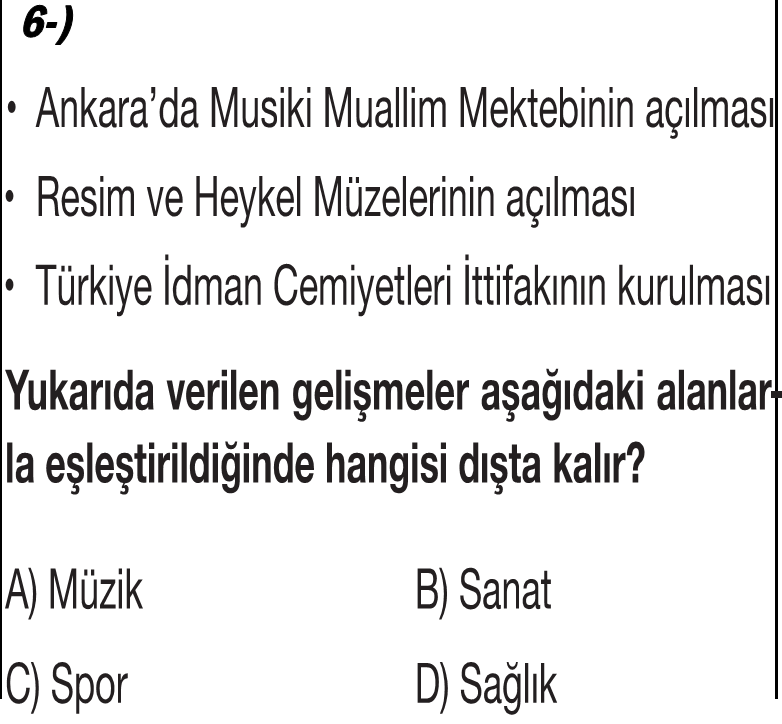 6-)
• Ankara’da Musiki Muallim Mektebinin açılması
• Resim ve Heykel Müzelerinin açılması
• Türkiye İdman Cemiyetleri İttifakının kurulması
Yukarıda verilen gelişmeler aşağıdaki alanlar-
la eşleştirildiğinde hangisi dışta kalır?
A) Müzik B) Sanat
C) Spor D) Sağlık